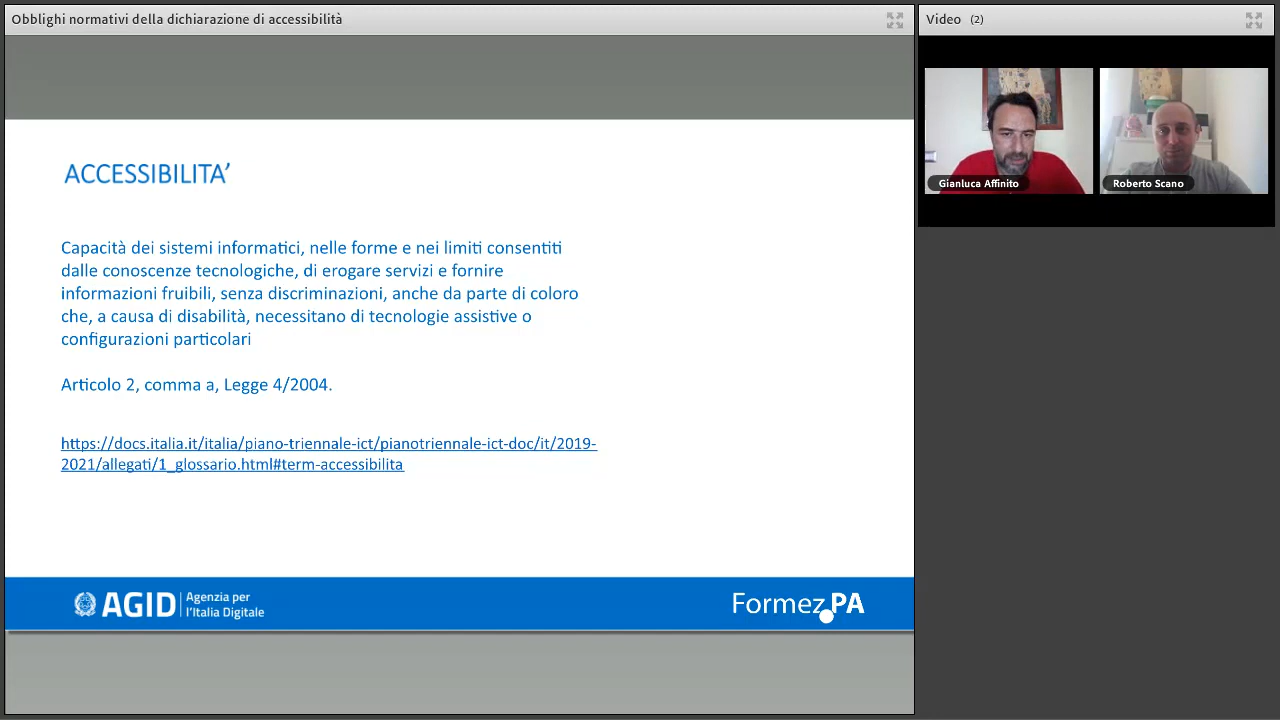 Obblighi normativi della dichiarazione di accessibilità
Video (2)
Gianluca Affinito
Roberto Scano
ACCESSIBILITA’
Capacità dei sistemi informatici, nelle forme e nei limiti consentiti
dalle conoscenze tecnologiche, di erogare servizi e fornire
informazioni fruibili, senza discriminazioni, anche da parte di coloro
che, a causa di disabilità, necessitano di tecnologie assistive o
configurazioni particolari
Articolo 2, comma a, Legge 4/2004.
https://docs.italia.it/italia/piano-triennale-ict/pianotriennale-ict-doc/it/2019-
2021/allegati/1_glossario.html#term-accessibilita
AGID Agenzia per
l’Italia Digitale
Formez PA